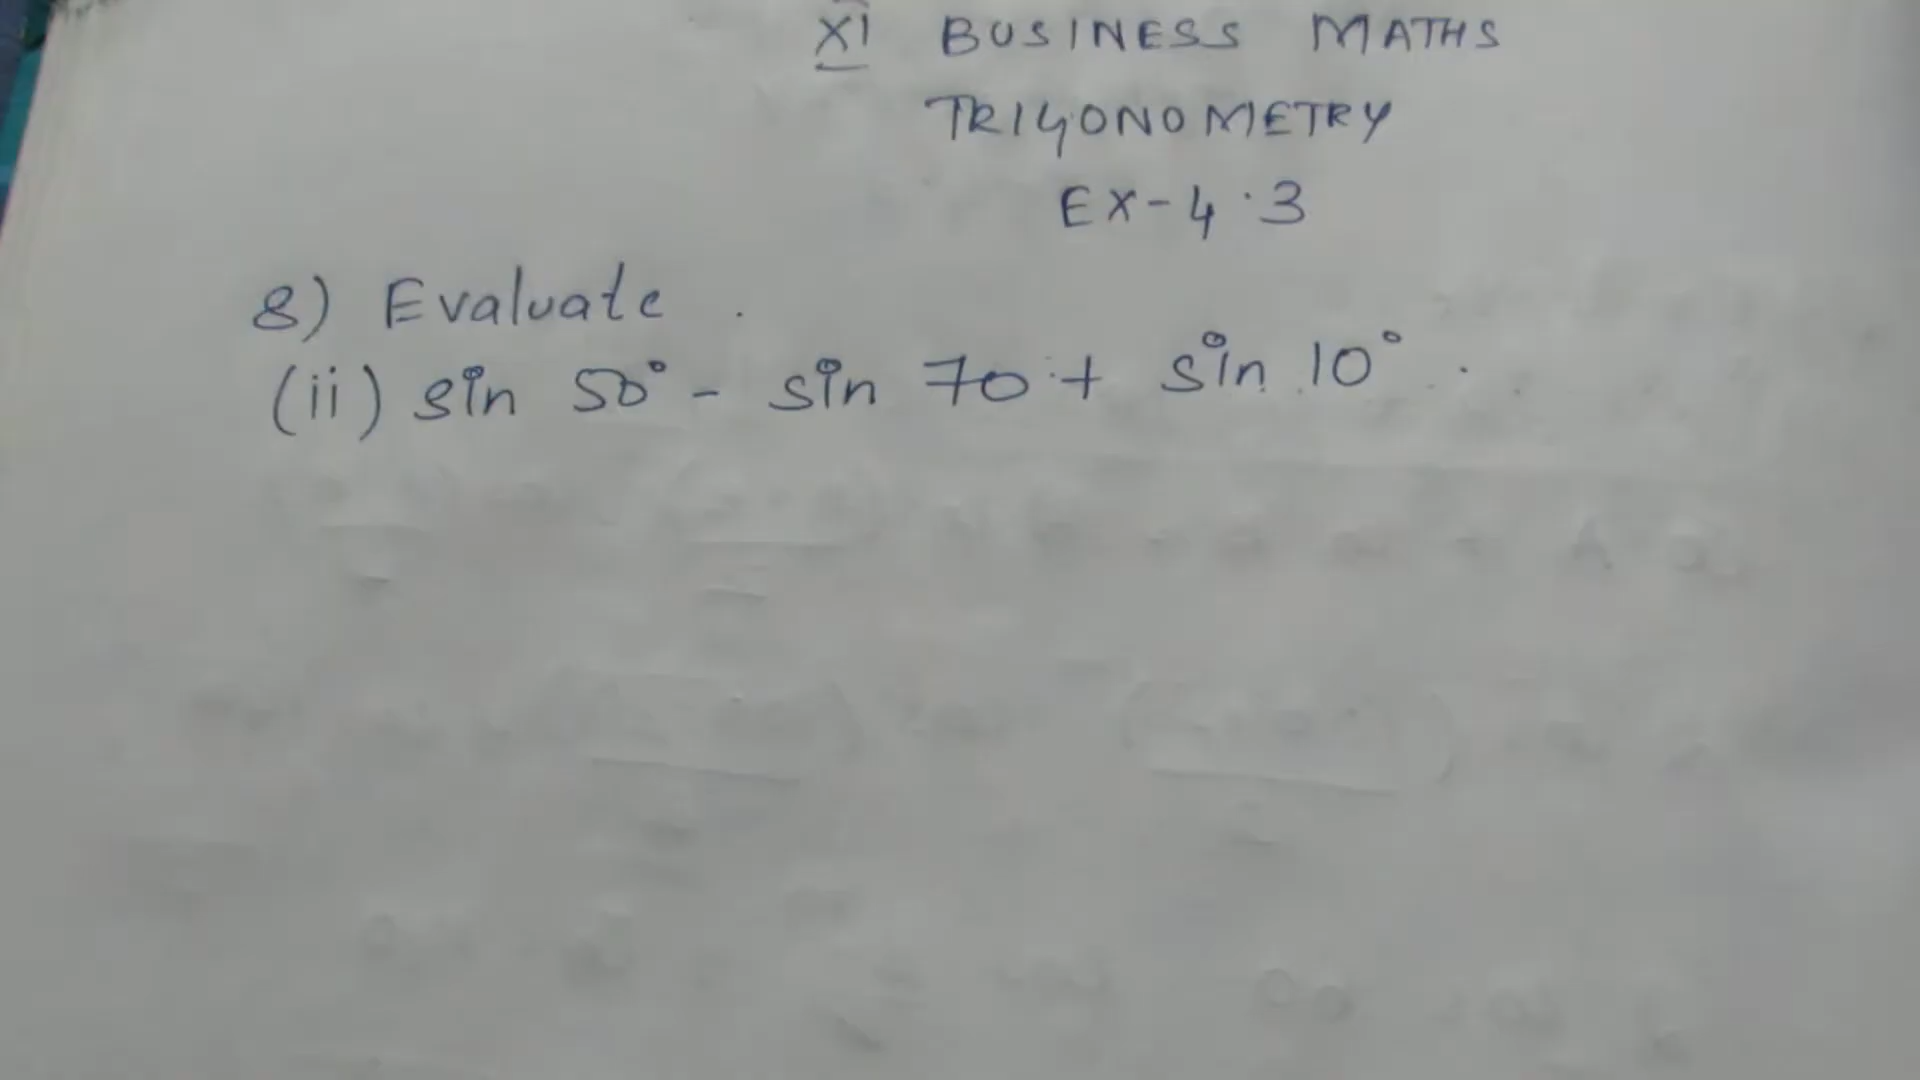 XI BUSINESS MATHS
TRIGONOMETRY
EX-4.3
8) Evaluate.
(ii) sin 50° - sin 70 + sin 10°.